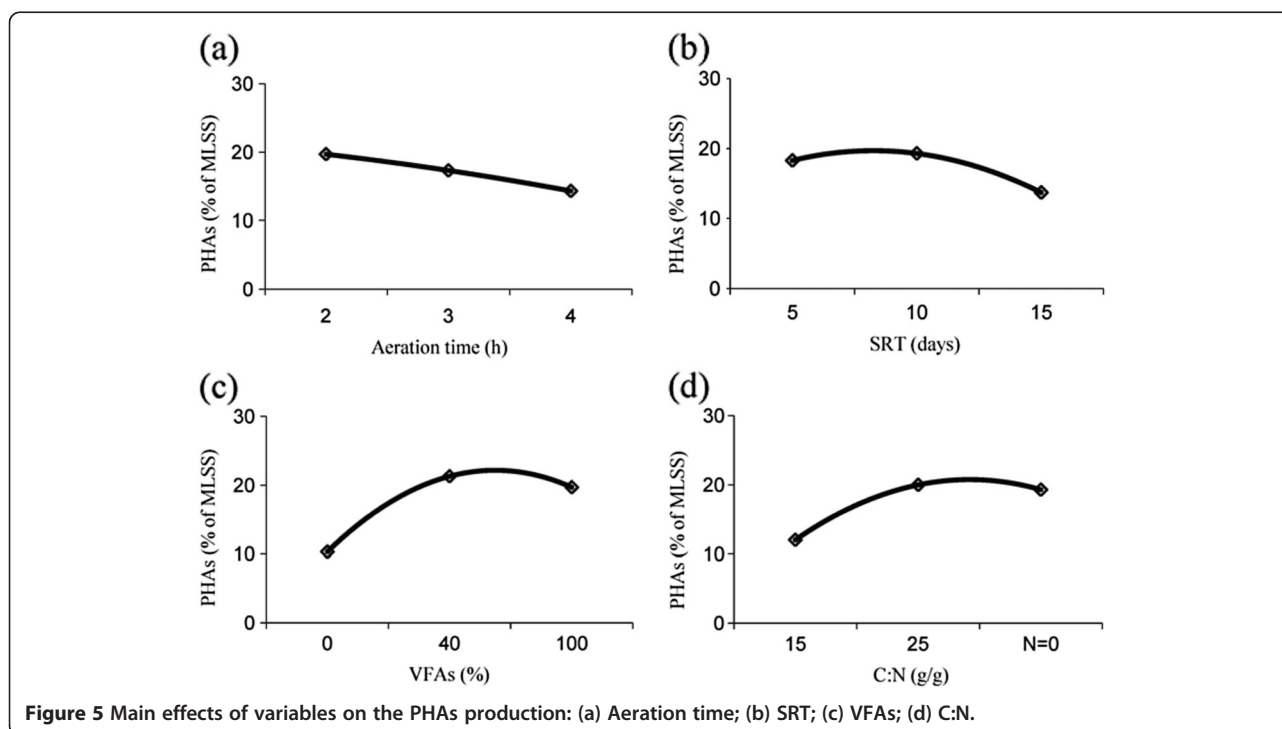 (a)
30
20
10
0
PHAs (% of MLSS)
2 3 4
Aeration time (h)
(b)
30
20
10
0
PHAs (% of MLSS)
5 10 15
SRT (days)
(c)
30
20
10
0
PHAs (% of MLSS)
0 40 100
VFAs (%)
(d)
30
20
10
0
PHAs (% of MLSS)
15 25 N=0
C:N (g/g)
Figure 5 Main effects of variables on the PHAs production: (a) Aeration time; (b) SRT; (c) VFAs; (d) C:N.